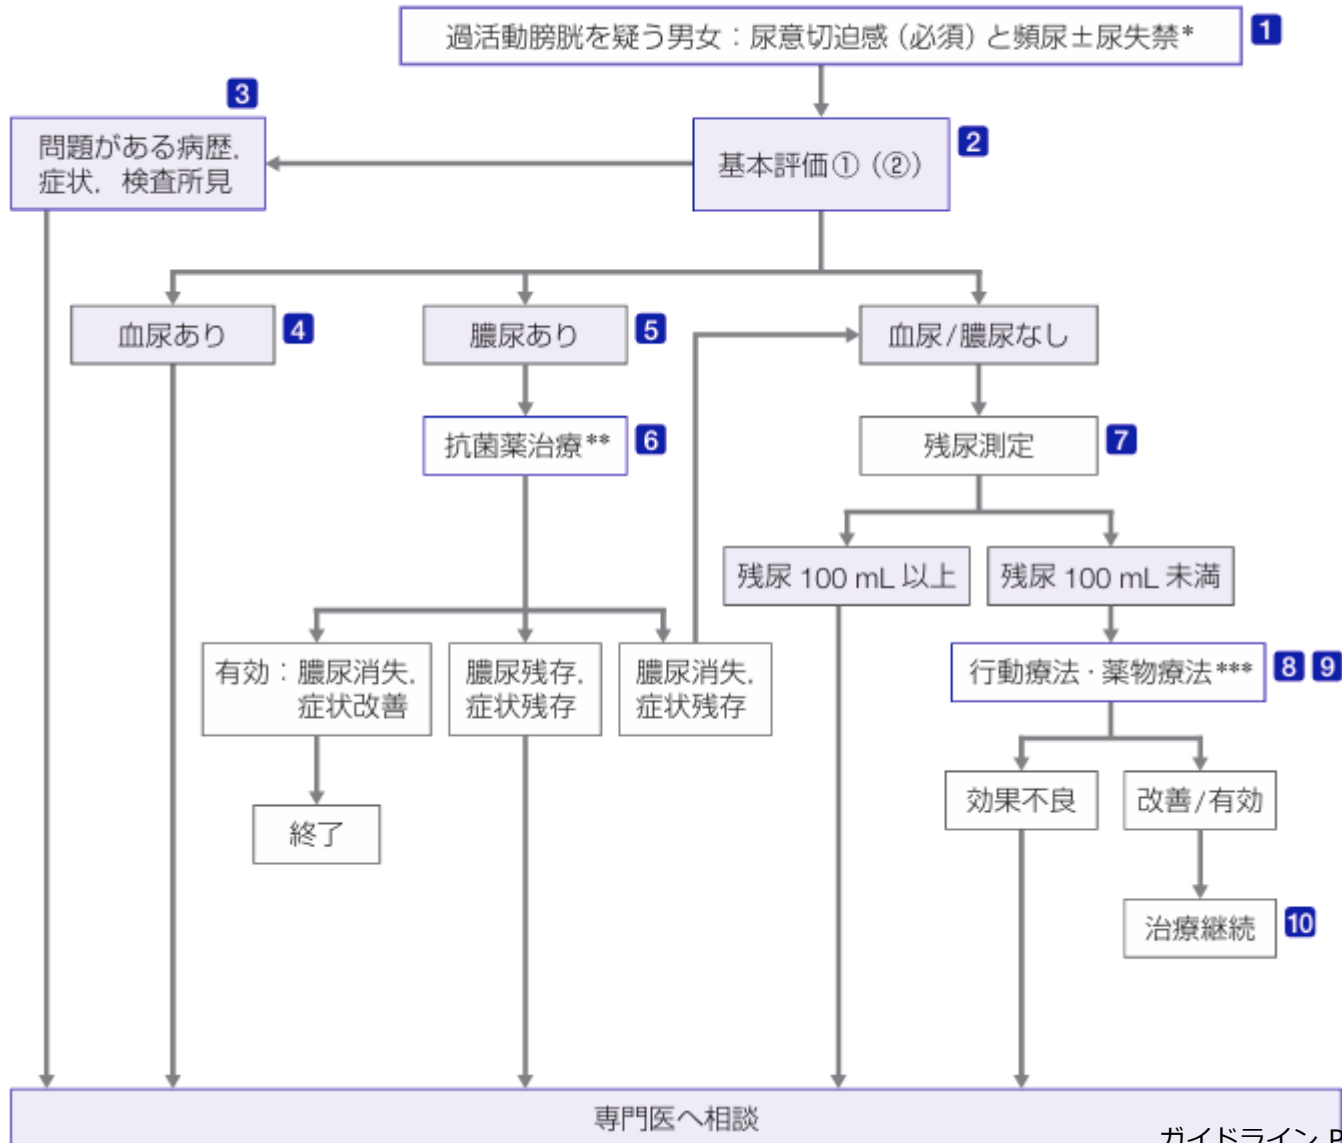 過活動膀胱を疑う男女：尿意切迫感（必須）と頻尿±尿失禁*
1
3
問題がある病歴，
症状，検査所見
基本評価①（②）
2
血尿あり
4
膿尿あり
5
血尿/膿尿なし
抗菌薬治療**
6
残尿測定
7
残尿 100 mL 以上
残尿 100 mL 未満
有効：膿尿消失，
症状改善
膿尿残存，
症状残存
膿尿消失，
症状残存
行動療法・薬物療法***
8 9
終了
効果不良
改善/有効
治療継続
10
専門医へ相談
ガイドライン